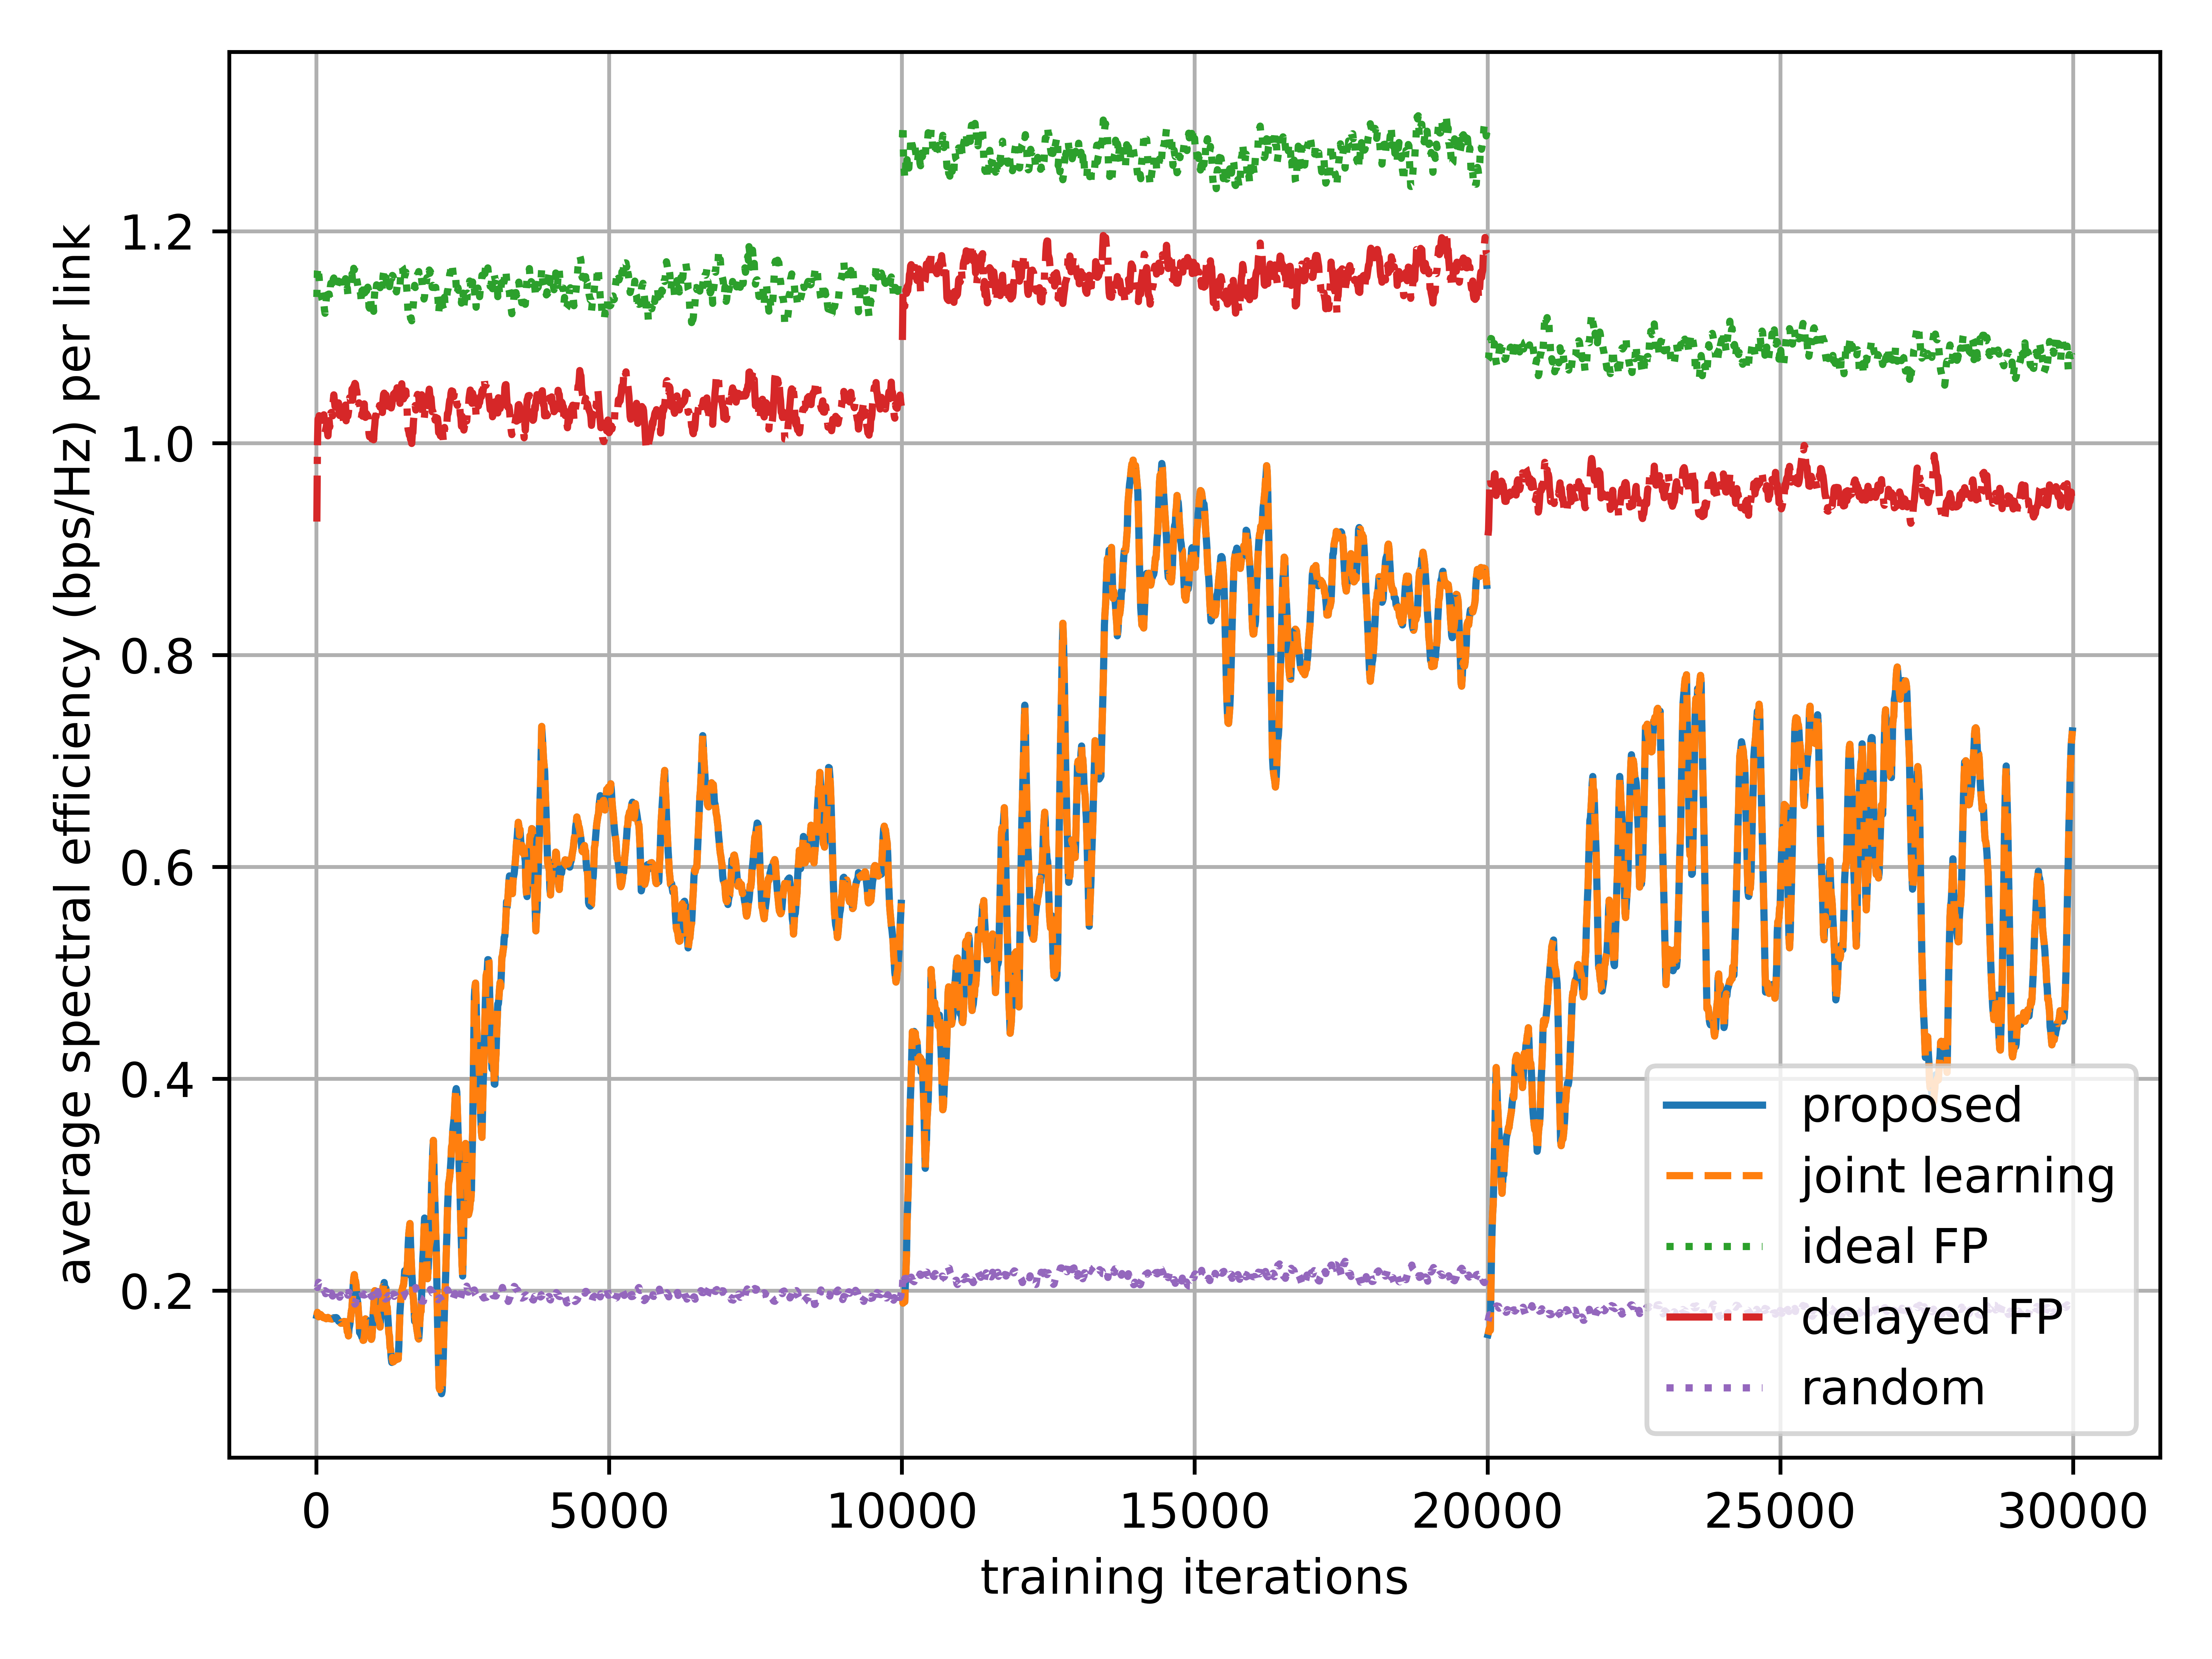 average spectral efficiency (bps/Hz) per link
1.2
1.0
0.8
0.6
0.4
0.2
proposed
joint learning
ideal FP
delayed FP
random
0 5000 10000 15000 20000 25000 30000
training iterations